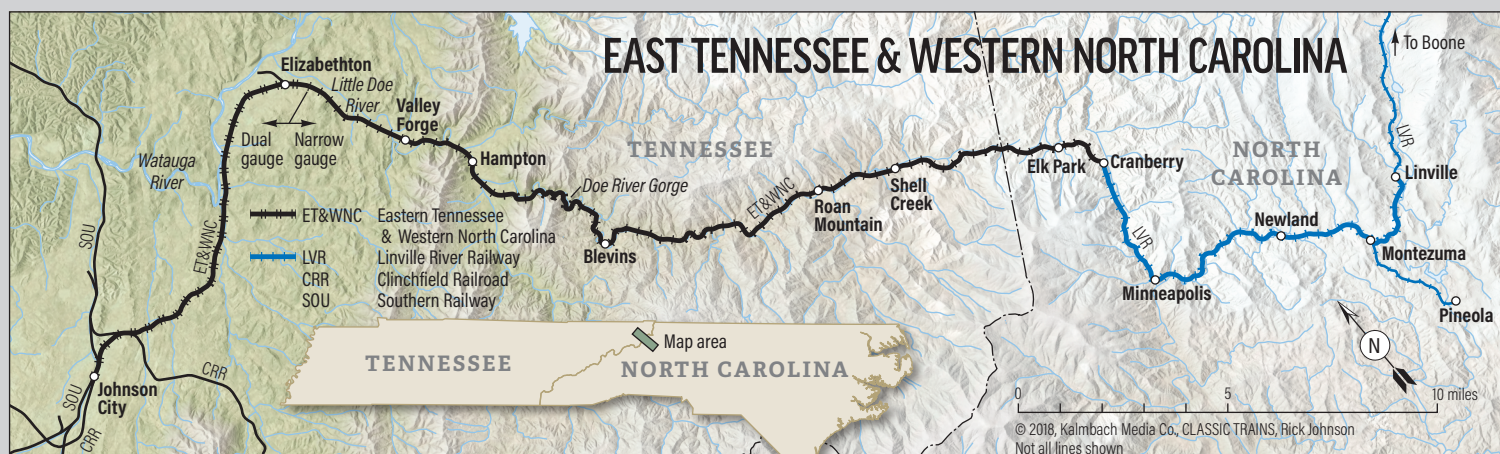 EAST TENNESSEE & WESTERN NORTH CAROLINA
To Boone
Elizabethton
Little Doe
River
Valley
Forge
Dual
gauge
Narrow
gauge
Watauga
River
Hampton
TENNESSEE
NORTH
CAROLINA
Elk Park
Cranberry
LVR
Linville
Doe River Gorge
ET&WNC
Roan
Mountain
Shell
Creek
ET&WNC Eastern Tennessee
& Western North Carolina
LVR Linville River Railway
CRR Clinchfield Railroad
SOU Southern Railway
SOU
ET&WNC
Blevins
LVR
Newland
Montezuma
Minneapolis
Pineola
N
TENNESSEE
Map area
NORTH CAROLINA
CRR
Johnson
City
SOU
CRR
0 5 10 miles
© 2018, Kalmbach Media Co., CLASSIC TRAINS, Rick Johnson
Not all lines shown